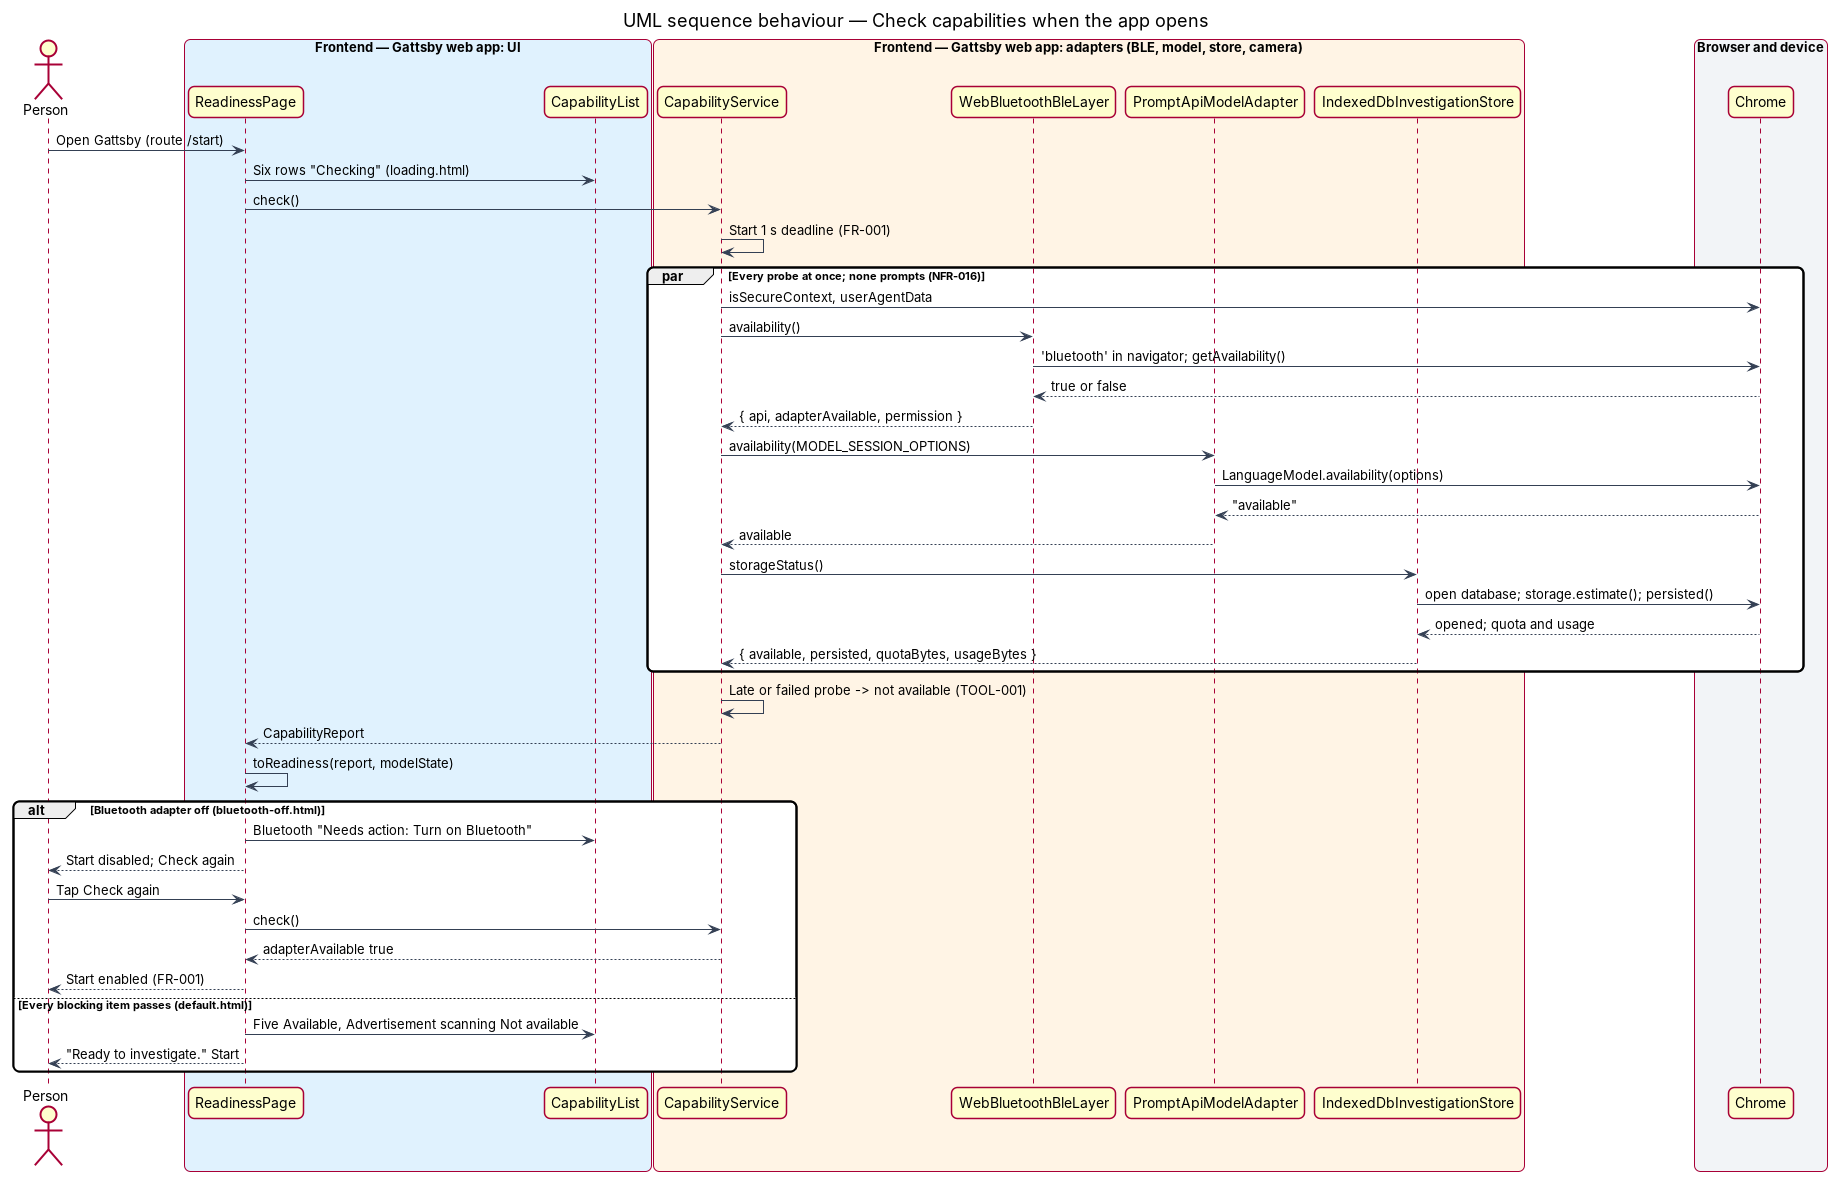 UML sequence behaviour — Check capabilities when the app opens
Frontend — Gattsby web app: UI
Frontend — Gattsby web app: adapters (BLE, model, store, camera)
Browser and device
Person
ReadinessPage
CapabilityList
CapabilityService
WebBluetoothBleLayer
PromptApiModelAdapter
IndexedDbInvestigationStore
Chrome
Open Gattsby (route /start)
Six rows "Checking" (loading.html)
check()
Start 1 s deadline (FR-001)
par
[Every probe at once; none prompts (NFR-016)]
isSecureContext, userAgentData
availability()
'bluetooth' in navigator; getAvailability()
true or false
{ api, adapterAvailable, permission }
availability(MODEL_SESSION_OPTIONS)
LanguageModel.availability(options)
"available"
available
storageStatus()
open database; storage.estimate(); persisted()
opened; quota and usage
{ available, persisted, quotaBytes, usageBytes }
Late or failed probe -> not available (TOOL-001)
CapabilityReport
toReadiness(report, modelState)
alt
[Bluetooth adapter off (bluetooth-off.html)]
Bluetooth "Needs action: Turn on Bluetooth"
Start disabled; Check again
Tap Check again
check()
adapterAvailable true
Start enabled (FR-001)
[Every blocking item passes (default.html)]
Five Available, Advertisement scanning Not available
"Ready to investigate." Start
Person
ReadinessPage
CapabilityList
CapabilityService
WebBluetoothBleLayer
PromptApiModelAdapter
IndexedDbInvestigationStore
Chrome